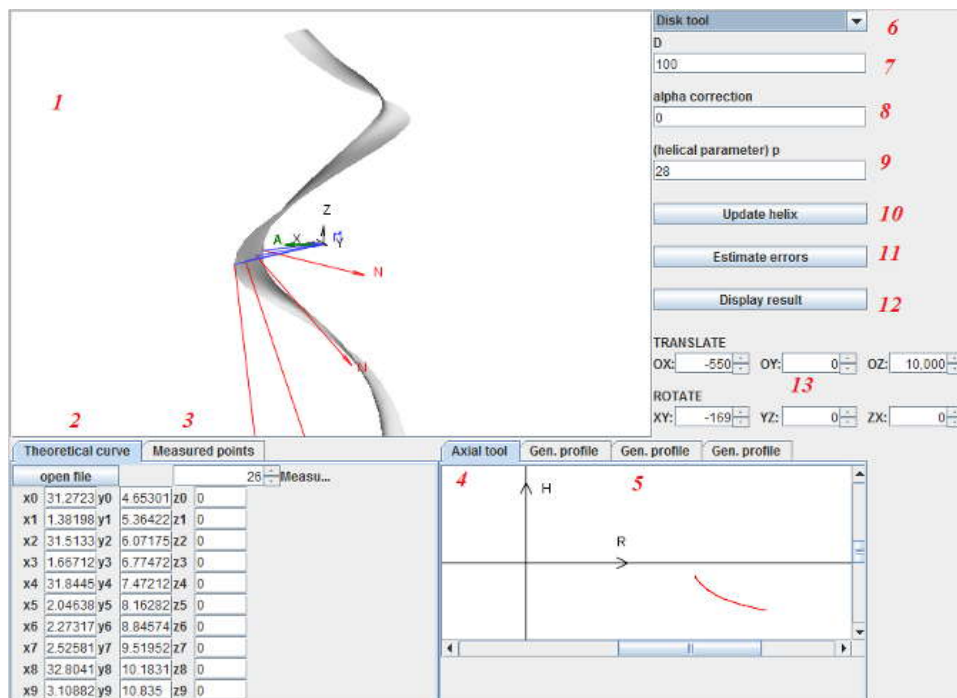 1
Z
A
X
Y
N
N
2
3
Disk tool
6
D
100
7
alpha correction
0
8
(helical parameter) p
28
9
Update helix
10
Estimate errors
11
Display result
12
TRANSLATE
OX: -550 OY: 0 OZ: 10,000
13
ROTATE
XY: -169 YZ: 0 ZX: 0
Theoretical curve Measured points
open file 26 Measu...
x0 31.2723 y0 4.65301 z0 0
x1 1.38198 y1 5.36422 z1 0
x2 31.5133 y2 6.07175 z2 0
x3 1.66712 y3 6.77472 z3 0
x4 31.8445 y4 7.47212 z4 0
x5 2.04638 y5 8.16282 z5 0
x6 2.27317 y6 8.84574 z6 0
x7 2.52581 y7 9.51952 z7 0
x8 32.8041 y8 10.1831 z8 0
x9 3.10882 y9 10.835 z9 0
Axial tool Gen. profile Gen. profile Gen. profile
4
5
H
R